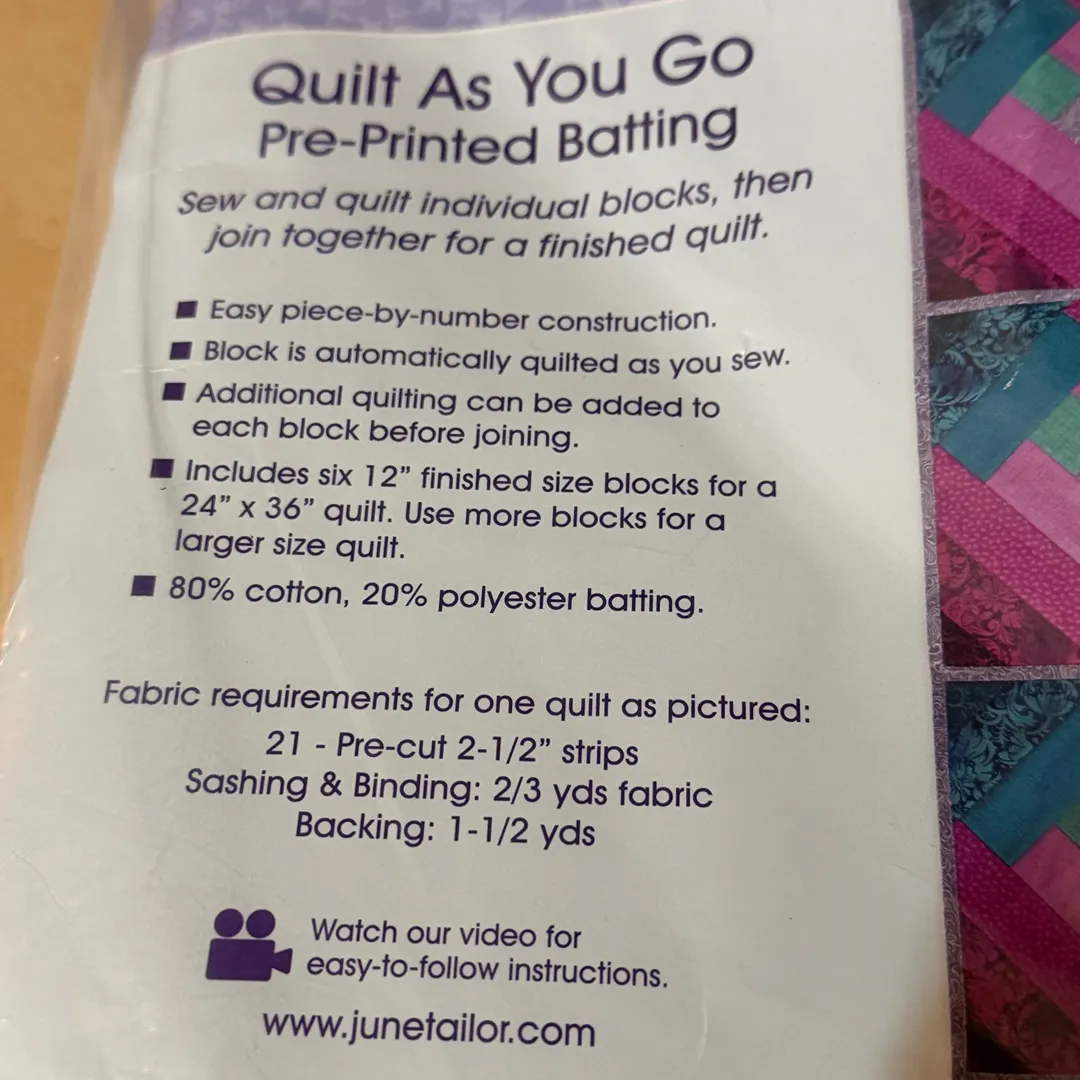 Quilt As You Go
Pre-Printed Batting
Sew and quilt individual blocks, then
join together for a finished quilt.
■ Easy piece-by-number construction.
■ Block is automatically quilted as you sew.
■ Additional quilting can be added to
each block before joining.
■ Includes six 12” finished size blocks for a
24” x 36” quilt. Use more blocks for a
larger size quilt.
■ 80% cotton, 20% polyester batting.
Fabric requirements for one quilt as pictured:
21 - Pre-cut 2-1/2” strips
Sashing & Binding: 2/3 yds fabric
Backing: 1-1/2 yds
Watch our video for
easy-to-follow instructions.
www.junetailor.com